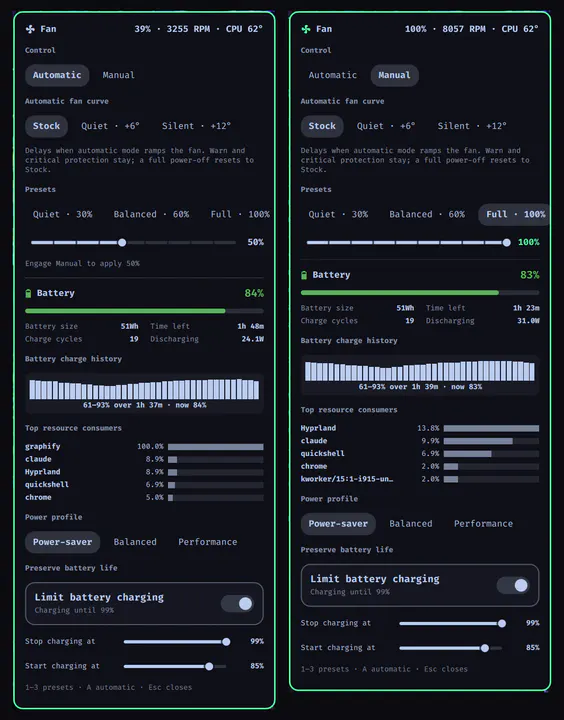 Fan 39% · 3255 RPM · CPU 62°
Control
Automatic Manual
Automatic fan curve
Stock Quiet · +6° Silent · +12°
Delays when automatic mode ramps the fan. Warn and
critical protection stay; a full power-off resets to
Stock.
Presets
Quiet · 30% Balanced · 60% Full · 100%
50%
Engage Manual to apply 50%
Battery 84%
Battery size 51Wh Time left 1h 48m
Charge cycles 19 Discharging 24.1W
Battery charge history
61–93% over 1h 37m · now 84%
Top resource consumers
graphify 100.0%
claude 8.9%
Hyprland 8.9%
quickshell 6.9%
chrome 5.0%
Power profile
Power-saver Balanced Performance
Preserve battery life
Limit battery charging
Charging until 99%
Stop charging at 99%
Start charging at 85%
1–3 presets · A automatic · Esc closes
Fan 100% · 8057 RPM · CPU 62°
Control
Automatic Manual
Automatic fan curve
Stock Quiet · +6° Silent · +12°
Delays when automatic mode ramps the fan. Warn and
critical protection stay; a full power-off resets to
Stock.
Presets
Quiet · 30% Balanced · 60% Full · 100%
100%
Battery 83%
Battery size 51Wh Time left 1h 23m
Charge cycles 19 Discharging 31.0W
Battery charge history
61–93% over 1h 39m · now 83%
Top resource consumers
Hyprland 13.8%
claude 9.9%
quickshell 6.9%
chrome 2.0%
kworker/15:1-i915-un… 2.0%
Power profile
Power-saver Balanced Performance
Preserve battery life
Limit battery charging
Charging until 99%
Stop charging at 99%
Start charging at 85%
1–3 presets · A automatic · Esc closes